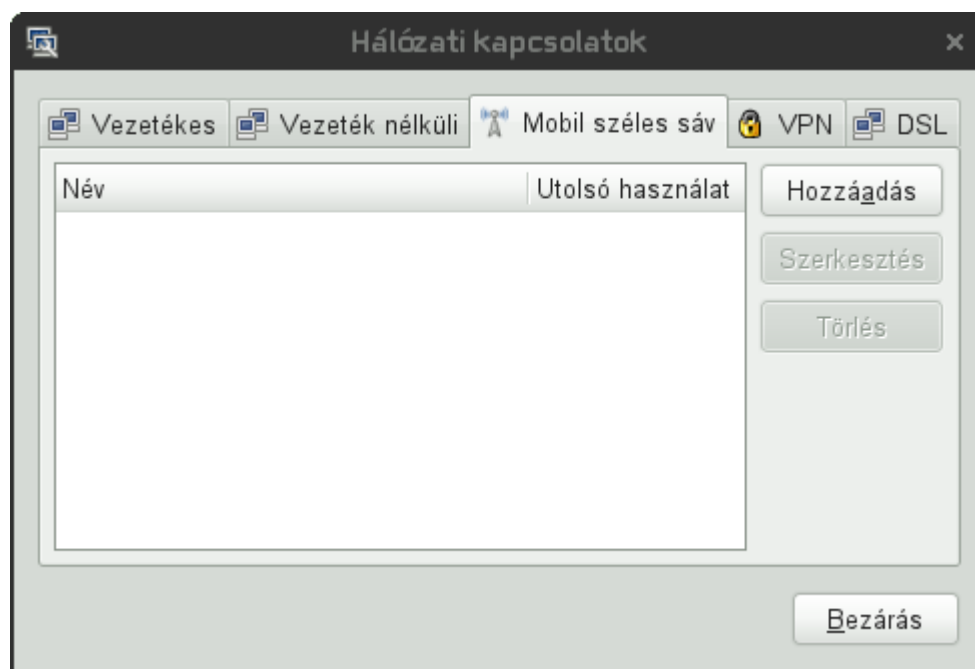 Hálózati kapcsolatok
Vezetékes
Vezeték nélküli
Mobil széles sáv
VPN
DSL
Név
Utolsó használat
Hozzáadás
Szerkesztés
Törlés
Bezárás